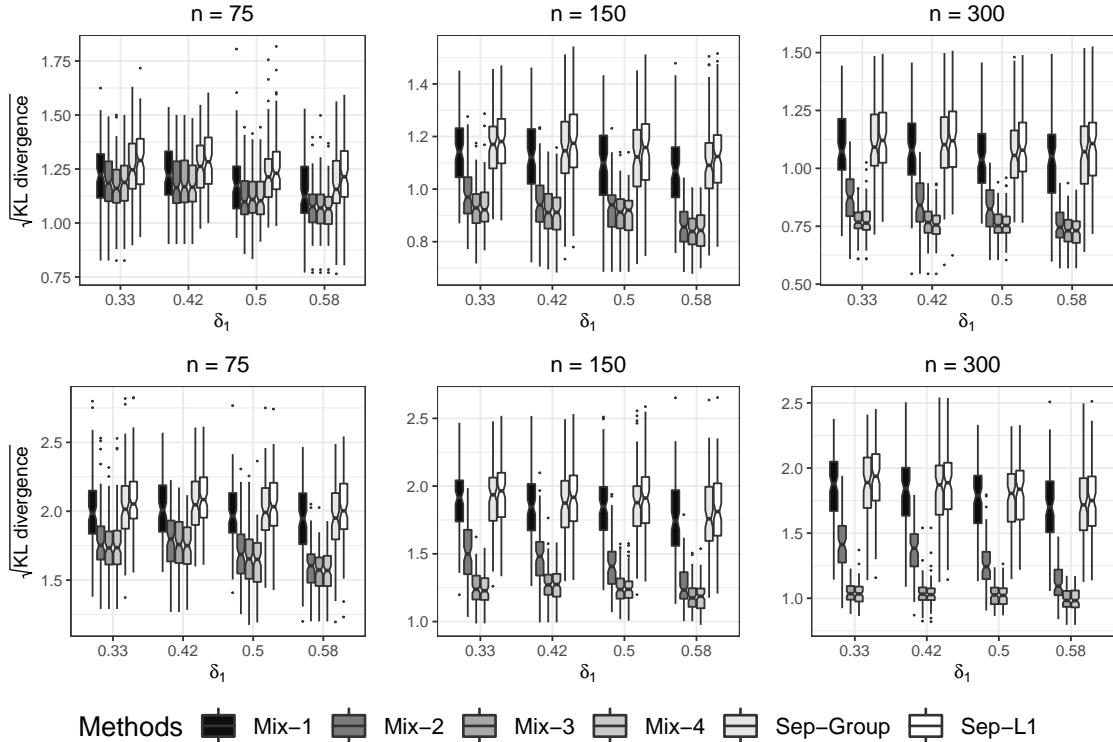 n = 75
n = 150
n = 300
√KL divergence
1.75
1.50
1.25
1.00
0.75
0.33 0.42 0.5 0.58
δ1
1.4
1.2
1.0
0.8
0.33 0.42 0.5 0.58
δ1
1.50
1.25
1.00
0.75
0.50
0.33 0.42 0.5 0.58
δ1
n = 75
n = 150
n = 300
√KL divergence
2.5
2.0
1.5
0.33 0.42 0.5 0.58
δ1
2.5
2.0
1.5
1.0
0.33 0.42 0.5 0.58
δ1
2.5
2.0
1.5
1.0
0.33 0.42 0.5 0.58
δ1
Methods Mix−1 Mix−2 Mix−3 Mix−4 Sep−Group Sep−L1